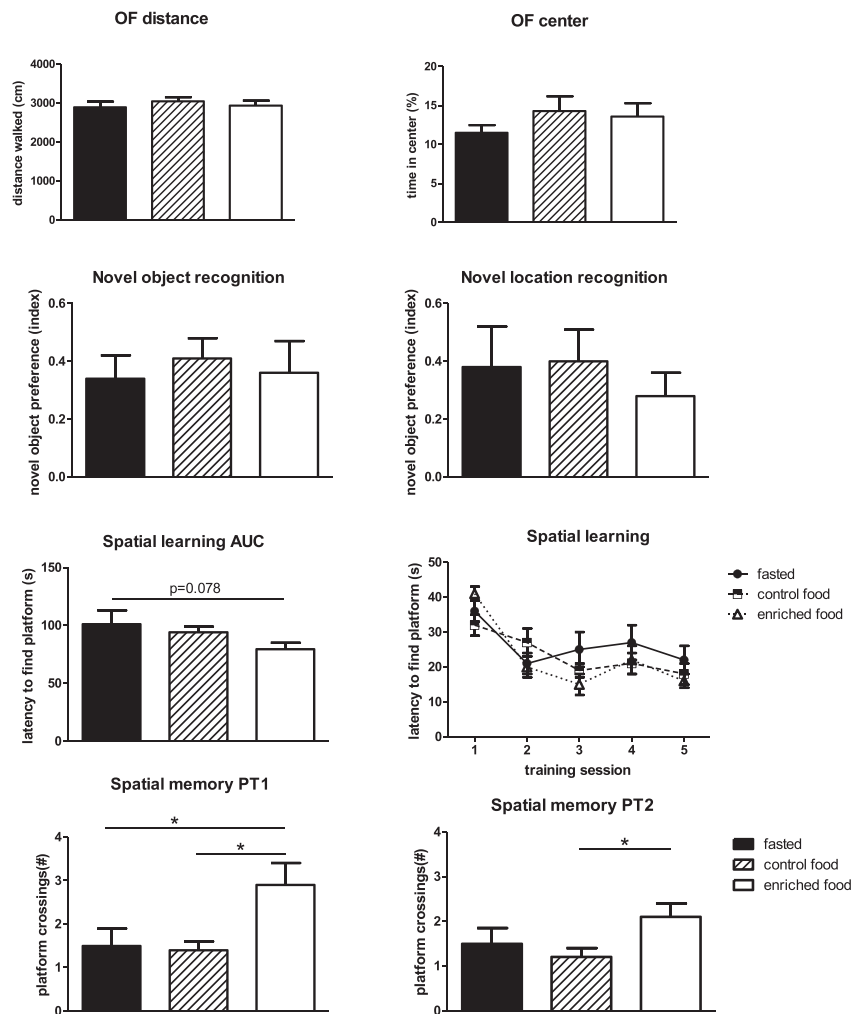 OF distance
distance walked (cm)
4000
3000
2000
1000
0
OF center
time in center (%)
20
15
10
5
0
Novel object recognition
novel object preference (index)
0.6
0.4
0.2
0.0
Novel location recognition
novel object preference (index)
0.6
0.4
0.2
0.0
Spatial learning AUC
latency to find platform (s)
150
100
50
0
p=0.078
Spatial learning
latency to find platform (s)
50
40
30
20
10
0
1 2 3 4 5
training session
fasted
control food
enriched food
Spatial memory PT1
platform crossings(#)
4
3
2
1
0
*
*
Spatial memory PT2
platform crossings(#)
4
3
2
1
0
*
fasted
control food
enriched food